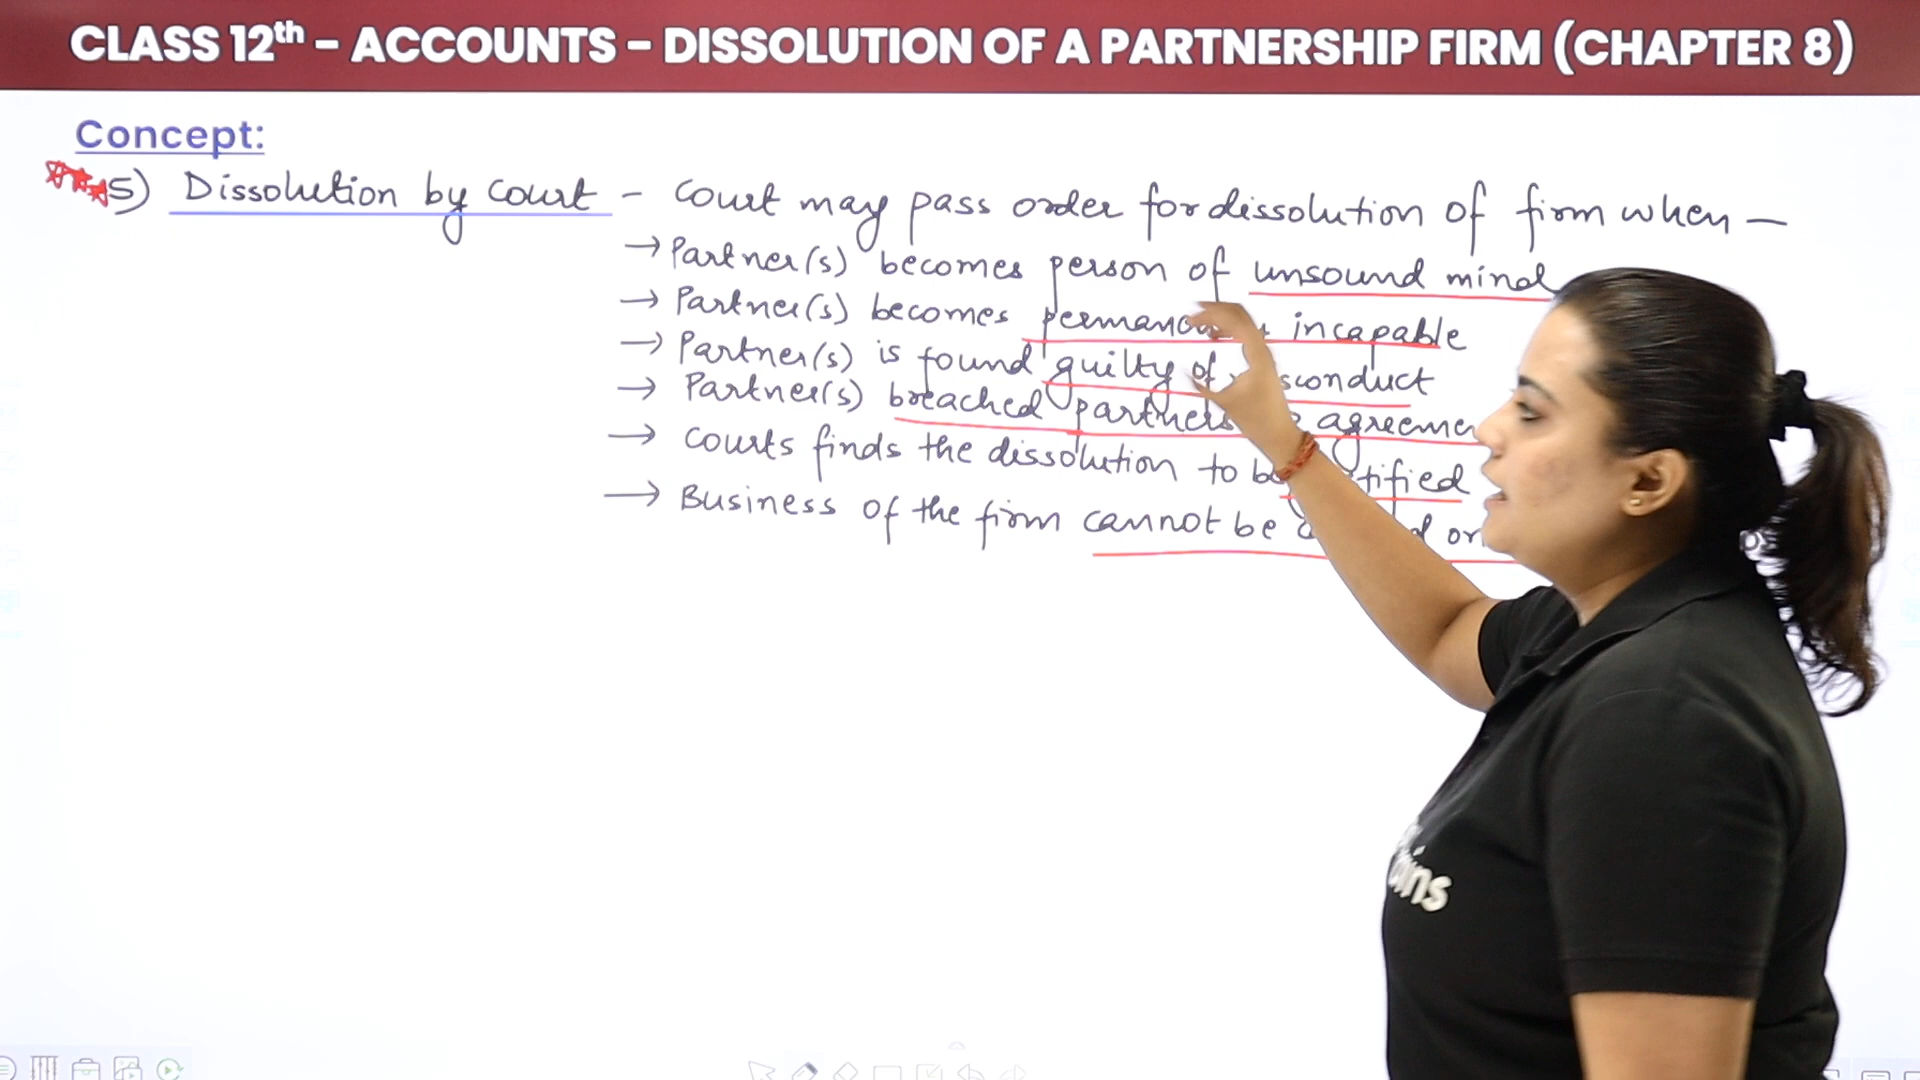 CLASS 12th - ACCOUNTS - DISSOLUTION OF A PARTNERSHIP FIRM (CHAPTER 8)
Concept:
5) Dissolution by court - court may pass order for dissolution of firm when -
→ Partner(s) becomes person of unsound mind
→ Partner(s) becomes incapable
→ Partner(s) is found guilty of
→ Partner(s) breached
→ courts finds the dissolution to
→ Business of the firm cannot be